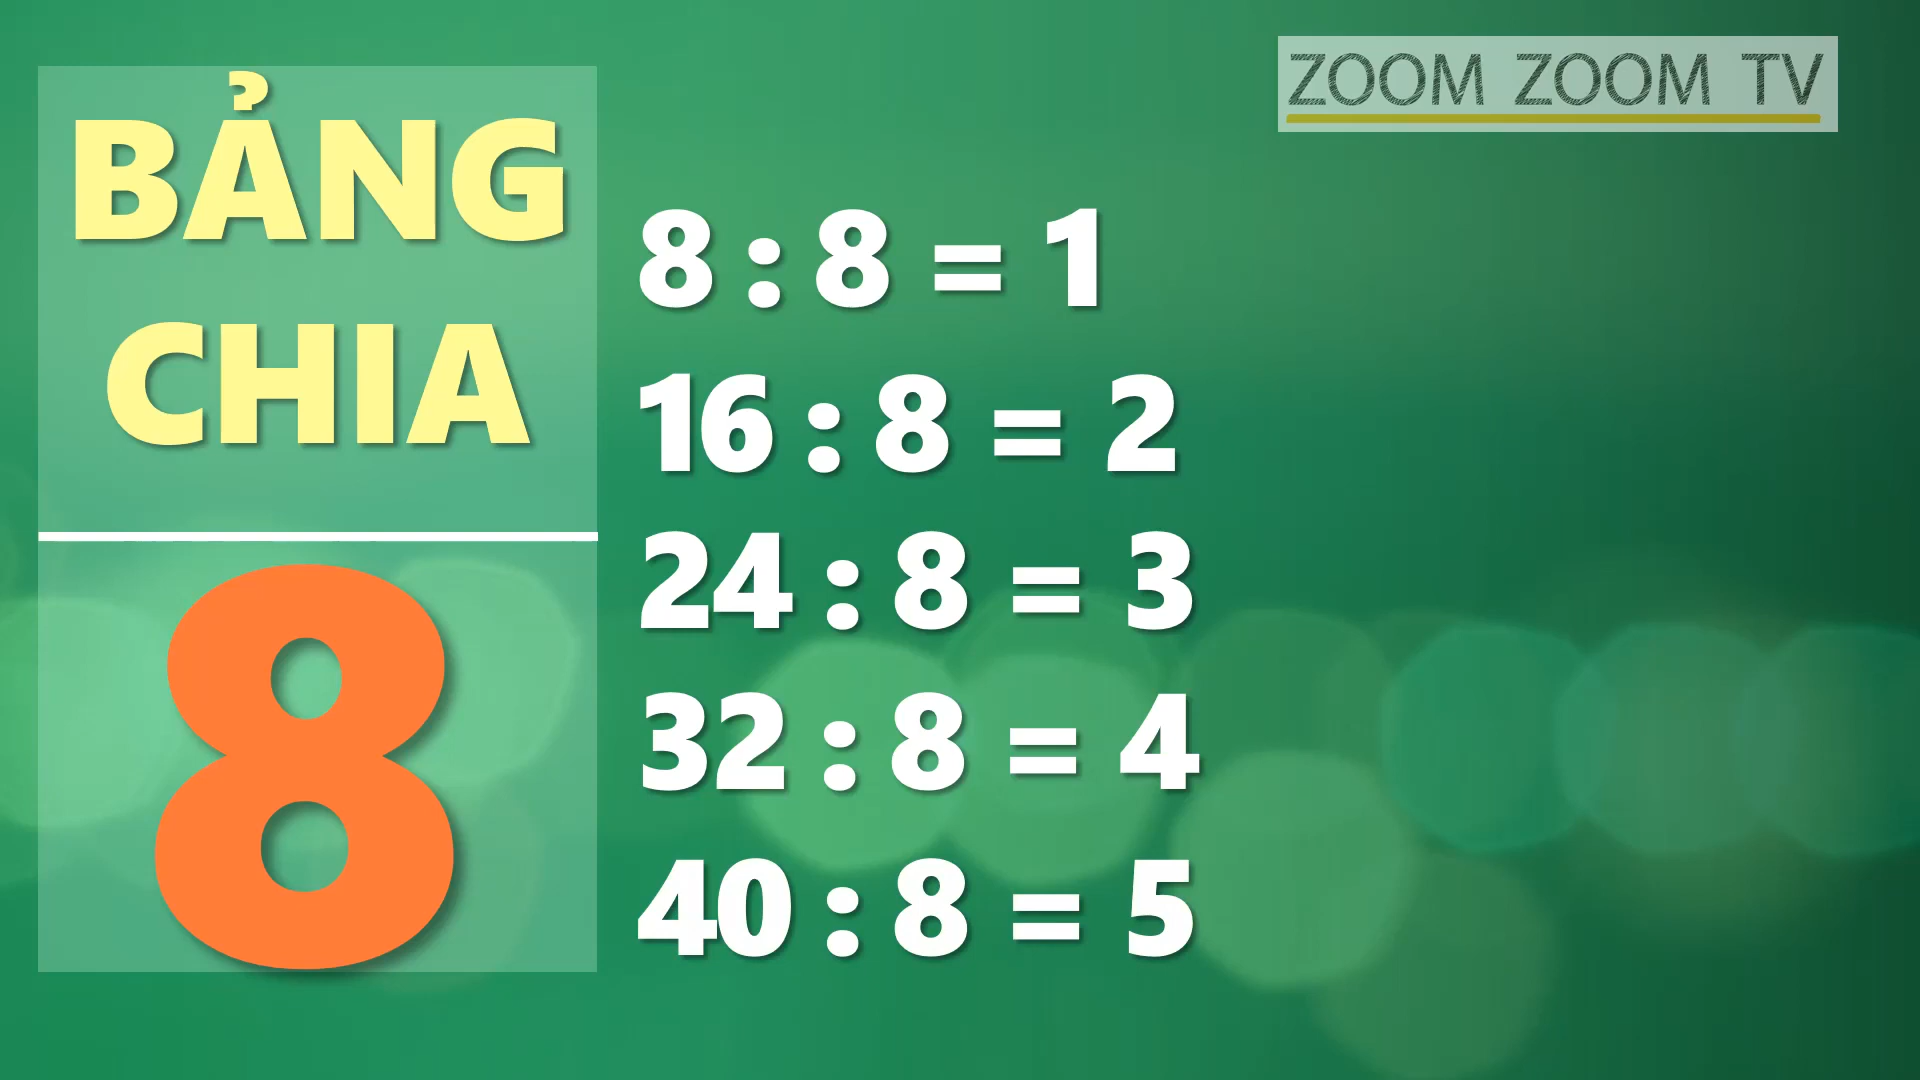 BẢNG
CHIA
8
ZOOM ZOOM TV
8 : 8 = 1
16 : 8 = 2
24 : 8 = 3
32 : 8 = 4
40 : 8 = 5